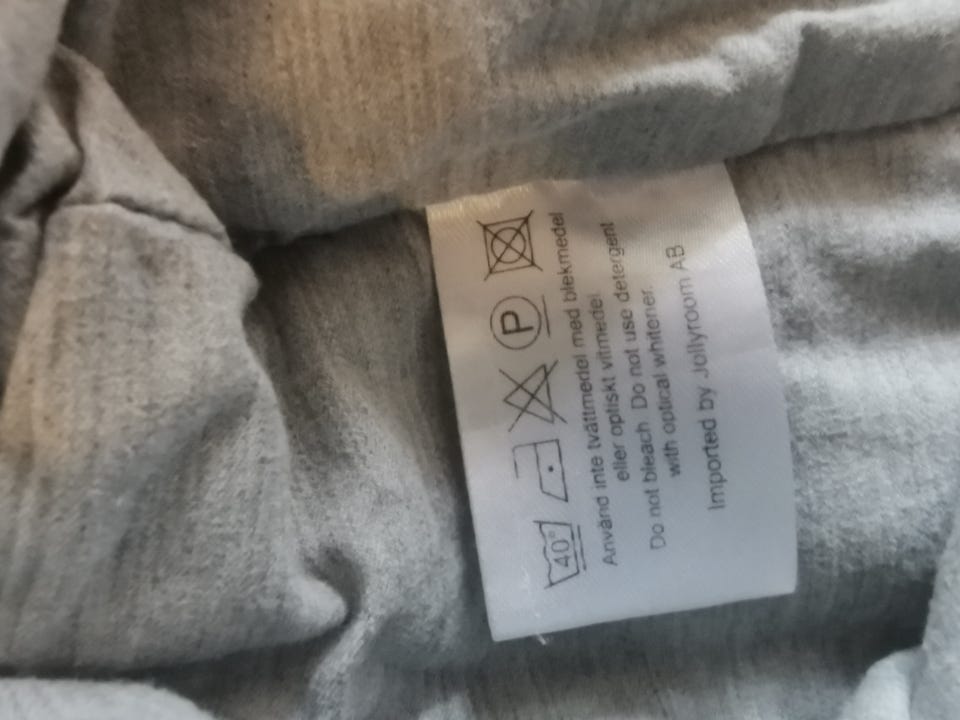 40°
P
Använd inte tvättmedel med blekmedel
eller optiskt vitmedel
Do not bleach Do not use detergent
with optical whitener.
Imported by Jollyroom AB